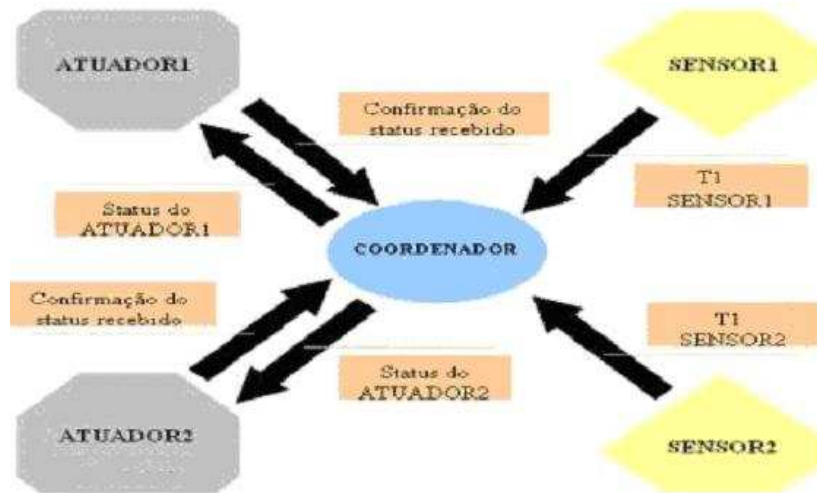 ATUADOR1
SENSOR1
Confirmação do
status recebido
T1
SENSOR1
Status do
ATUADOR1
COORDENADOR
Confirmação do
status recebido
T1
SENSOR2
Status do
ATUADOR2
ATUADOR2
SENSOR2